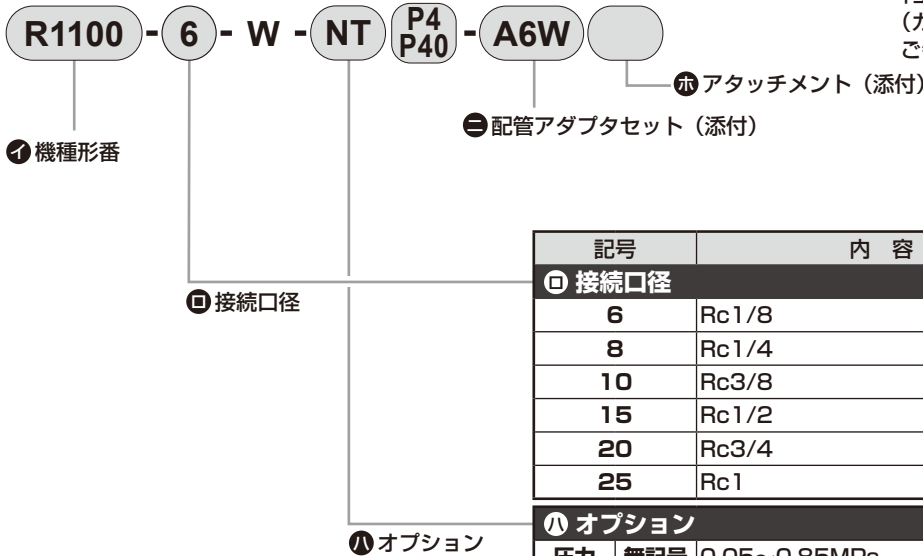 R1100 - 6 - W - NT P4 P40 - A6W
ホ アタッチメント（添付）
ニ 配管アダプタセット（添付）
イ 機種形番
ロ 接続口径
ハ オプション
記号 内 容
ロ 接続口径
6 Rc1/8
8 Rc1/4
10 Rc3/8
15 Rc1/2
20 Rc3/4
25 Rc1
ハ オプション
圧力 無記号 0.05~0.85MPa